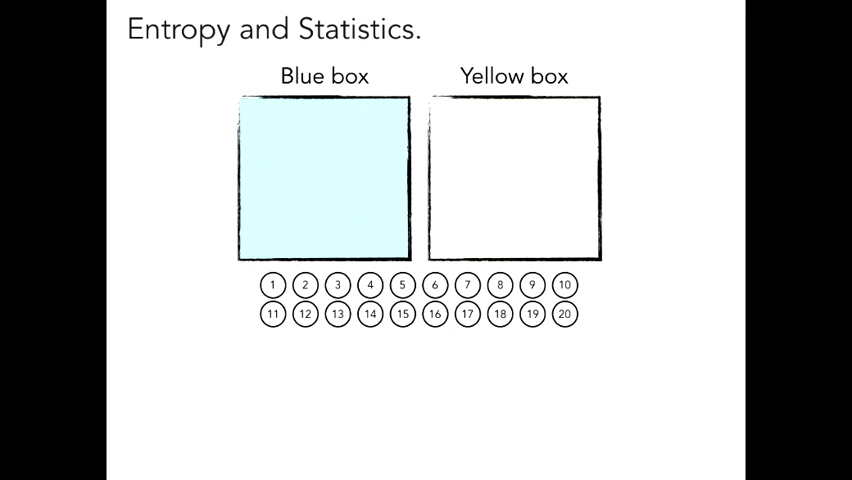 Entropy and Statistics.
Blue box Yellow box
1 2 3 4 5 6 7 8 9 10
11 12 13 14 15 16 17 18 19 20